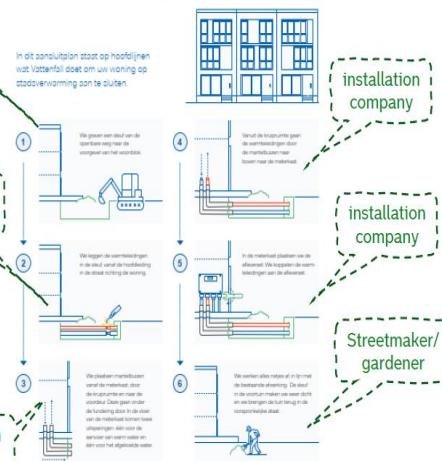 In dit aansluitplan staat op hoofdlijnen
wat Vattenfall doet om uw woning op
stadsverwarming aan te sluiten.
1
We graven een sleuf van de
openbare weg naar de
voorgevel van het woonblok.
2
We leggen de warmteleidingen
in de sleuf, vanaf de hoofdleiding
in de straat richting de woning.
3
We plaatsen mantelbuizen
vanaf de meterkast, door
de kruipruimte en naar de
voordeur. Deze gaan onder
de fundering door. In de vloer
van de meterkast komen twee
uitsparingen: één voor de
aanvoer van warm water en
één voor het afgekoelde water.
4
Vanuit de kruipruimte gaan
de warmteleidingen door
de mantelbuizen naar
boven naar de meterkast.
5
In de meterkast plaatsen we de
afleverset. We koppelen de warm-
teleidingen aan de afleverset.
6
We werken alles netjes af in lijn met
de bestaande afwerking. De sleuf
in de voortuin maken we weer dicht
en we brengen de tuin terug in de
oorspronkelijke staat.
installation
company
installation
company
Streetmaker/
gardener